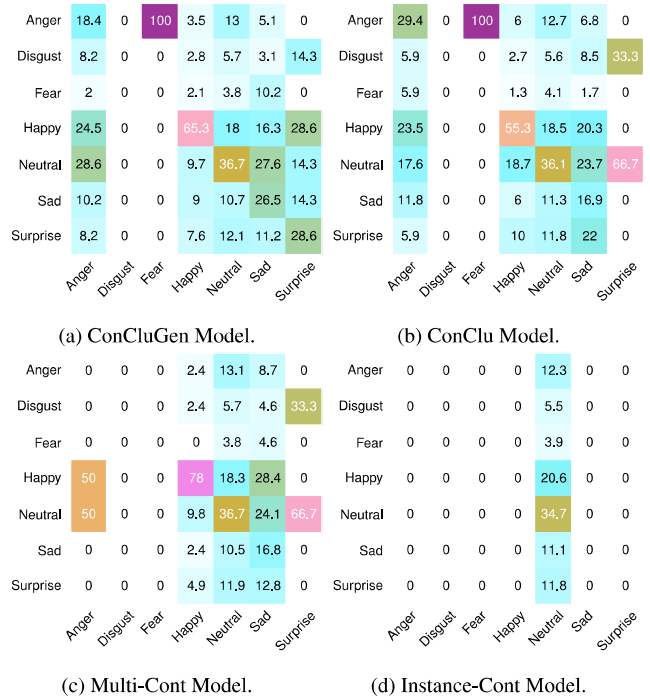 Anger 18.4 0 100 3.5 13 5.1 0
Disgust 8.2 0 0 2.8 5.7 3.1 14.3
Fear 2 0 0 2.1 3.8 10.2 0
Happy 24.5 0 0 65.3 18 16.3 28.6
Neutral 28.6 0 0 9.7 36.7 27.6 14.3
Sad 10.2 0 0 9 10.7 26.5 14.3
Surprise 8.2 0 0 7.6 12.1 11.2 28.6
Anger Disgust Fear Happy Neutral Sad Surprise
(a) ConCluGen Model.
Anger 29.4 0 100 6 12.7 6.8 0
Disgust 5.9 0 0 2.7 5.6 8.5 33.3
Fear 5.9 0 0 1.3 4.1 1.7 0
Happy 23.5 0 0 55.3 18.5 20.3 0
Neutral 17.6 0 0 18.7 36.1 23.7 66.7
Sad 11.8 0 0 6 11.3 16.9 0
Surprise 5.9 0 0 10 11.8 22 0
Anger Disgust Fear Happy Neutral Sad Surprise
(b) ConClu Model.
Anger 0 0 0 2.4 13.1 8.7 0
Disgust 0 0 0 2.4 5.7 4.6 33.3
Fear 0 0 0 0 3.8 4.6 0
Happy 50 0 0 78 18.3 28.4 0
Neutral 50 0 0 9.8 36.7 24.1 66.7
Sad 0 0 0 2.4 10.5 16.8 0
Surprise 0 0 0 4.9 11.9 12.8 0
Anger Disgust Fear Happy Neutral Sad Surprise
(c) Multi-Cont Model.
Anger 0 0 0 0 12.3 0 0
Disgust 0 0 0 0 5.5 0 0
Fear 0 0 0 0 3.9 0 0
Happy 0 0 0 0 20.6 0 0
Neutral 0 0 0 0 34.7 0 0
Sad 0 0 0 0 11.1 0 0
Surprise 0 0 0 0 11.8 0 0
Anger Disgust Fear Happy Neutral Sad Surprise
(d) Instance-Cont Model.